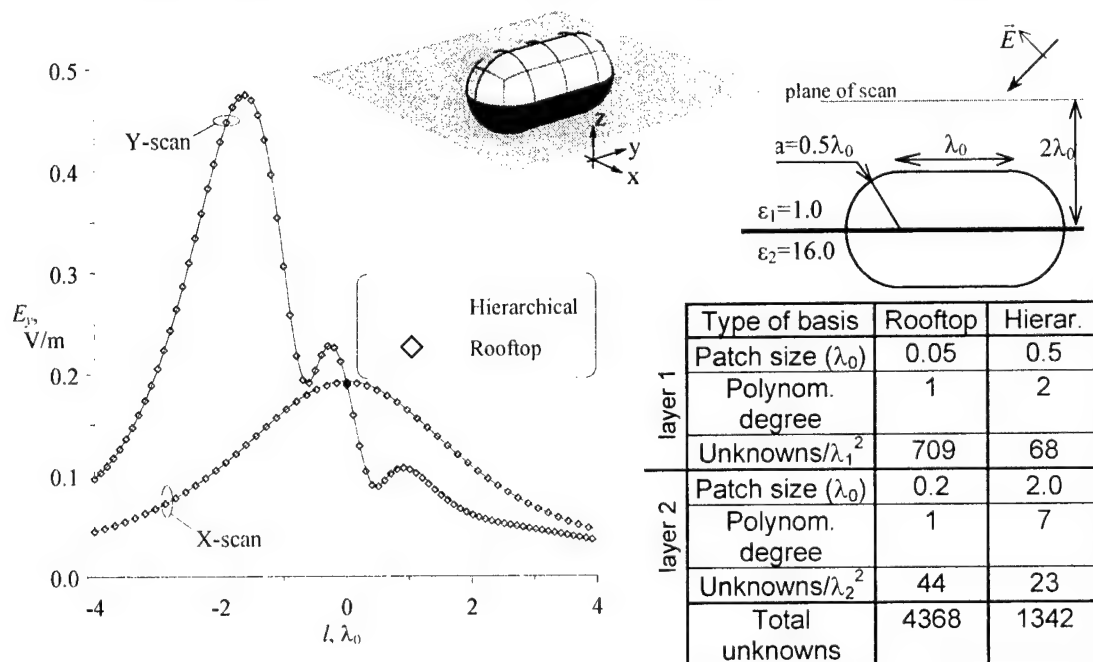 0.5
0.4
0.3
0.2
0.1
0.0
E_y,
V/m
-4
-2
0
2
4
l, λ₀
Y-scan
X-scan
Hierarchical
◇ Rooftop
z
y
x
E
plane of scan
a=0.5λ₀
λ₀
2λ₀
ε₁=1.0
ε₂=16.0
Type of basis Rooftop Hierar.
layer 1
Patch size (λ₀) 0.05 0.5
Polynom. 1 2
degree
Unknowns/λ₁² 709 68
layer 2
Patch size (λ₀) 0.2 2.0
Polynom. 1 7
degree
Unknowns/λ₂² 44 23
Total 4368 1342
unknowns